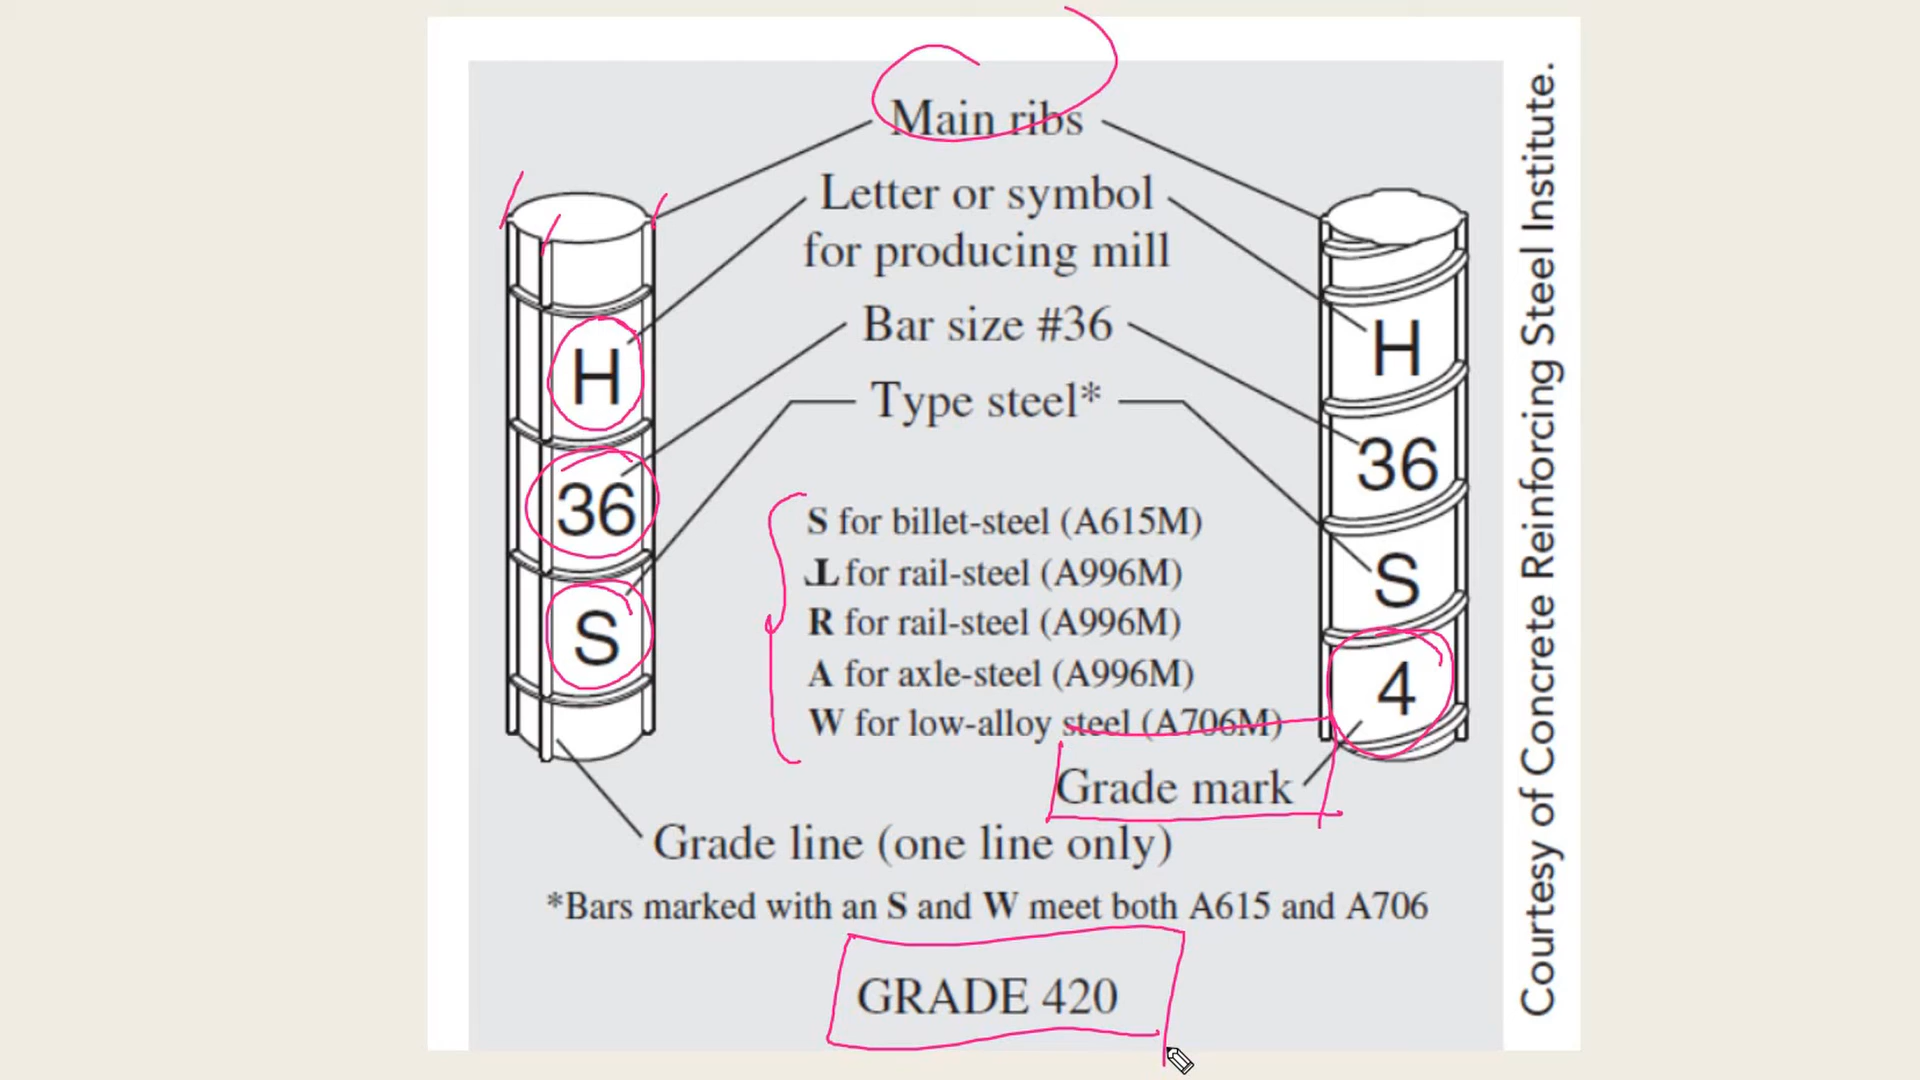 Main ribs
Letter or symbol
for producing mill
Bar size #36
Type steel*
H
36
S
H
36
S
4
S for billet-steel (A615M)
for rail-steel (A996M)
R for rail-steel (A996M)
A for axle-steel (A996M)
W for low-alloy steel (A706M)
Grade mark
Grade line (one line only)
*Bars marked with an S and W meet both A615 and A706
GRADE 420
Courtesy of Concrete Reinforcing Steel Institute.